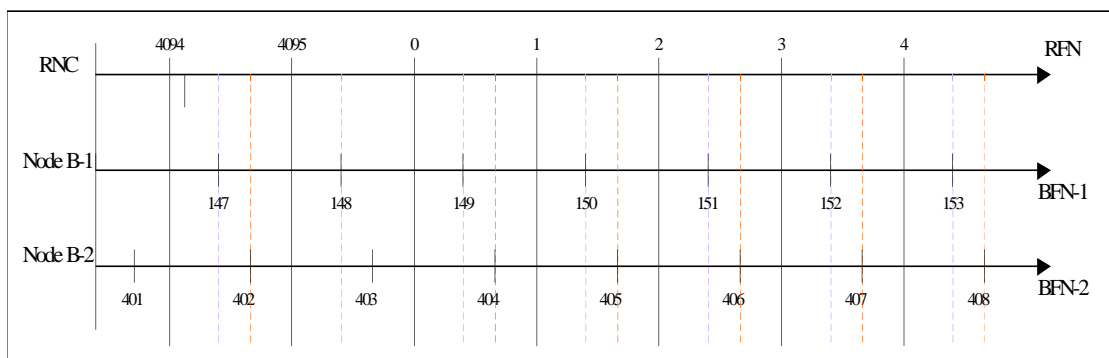 4094 4095 0 1 2 3 4 RFN
RNC
Node B-1
147 148 149 150 151 152 153 BFN-1
Node B-2
401 402 403 404 405 406 407 408 BFN-2